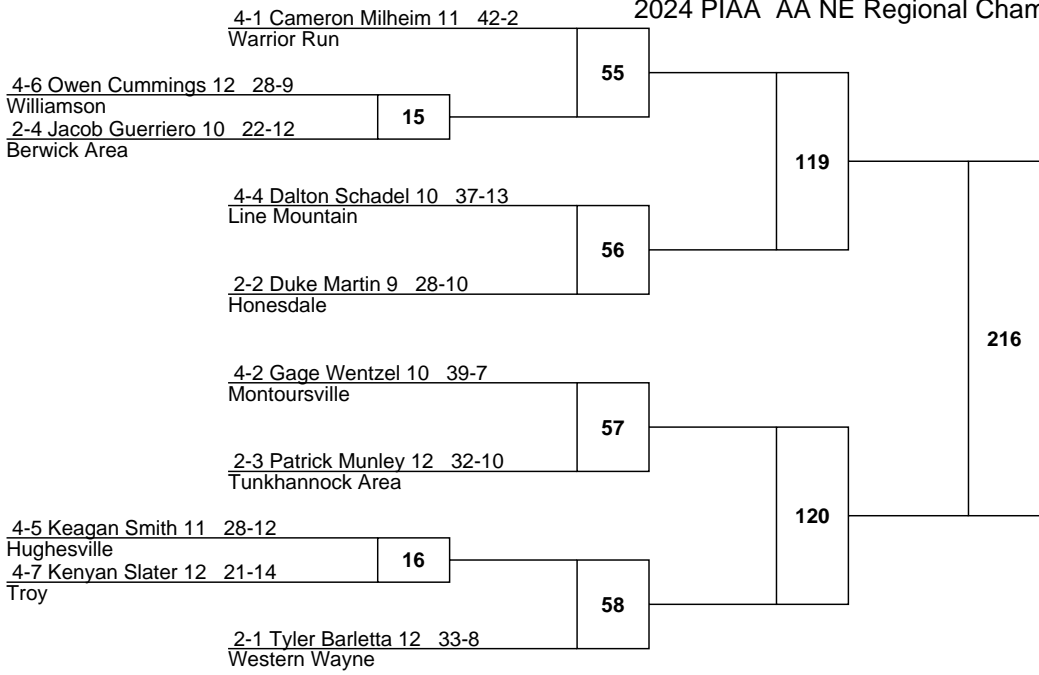 2024 PIAA  AA NE Regional Cham
4-1 Cameron Milheim 11   42-2
Warrior Run
55
4-6 Owen Cummings 12   28-9
Williamson
15
2-4 Jacob Guerriero 10   22-12
Berwick Area
119
4-4 Dalton Schadel 10   37-13
Line Mountain
56
2-2 Duke Martin 9   28-10
Honesdale
216
4-2 Gage Wentzel 10   39-7
Montoursville
57
2-3 Patrick Munley 12   32-10
Tunkhannock Area
120
4-5 Keagan Smith 11   28-12
Hughesville
16
4-7 Kenyan Slater 12   21-14
Troy
58
2-1 Tyler Barletta 12   33-8
Western Wayne